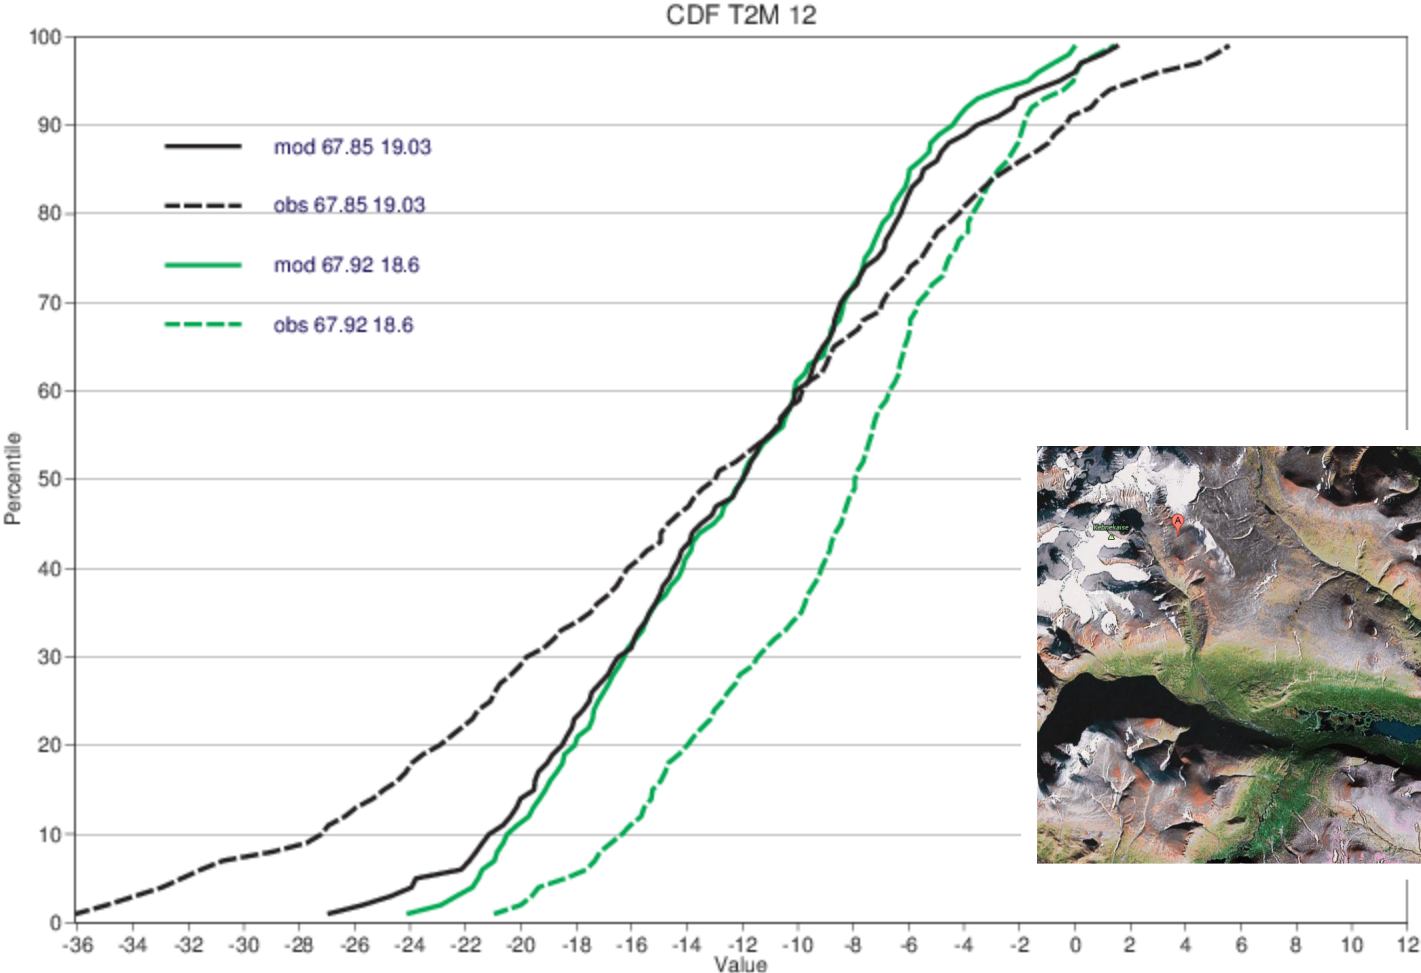 CDF T2M 12
100
90
80
70
60
50
40
30
20
10
0
Percentile
mod 67.85 19.03
obs 67.85 19.03
mod 67.92 18.6
obs 67.92 18.6
A
Kebnekaise
-36 -34 -32 -30 -28 -26 -24 -22 -20 -18 -16 -14 -12 -10 -8 -6 -4 -2 0 2 4 6 8 10 12
Value